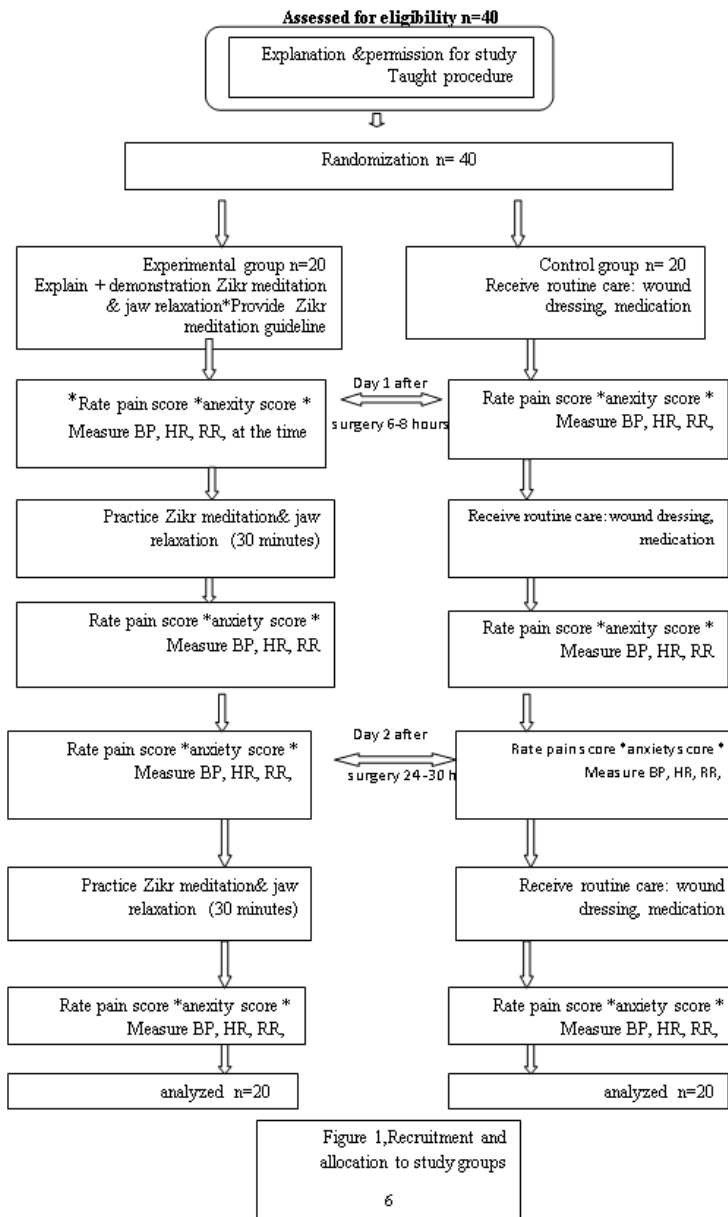 Assessed for eligibility n=40
Explanation &permission for study
Taught procedure
Randomization n= 40
Experimental group n=20
Explain + demonstration Zikr meditation
& jaw relaxation*Provide Zikr
meditation guideline
Control group n= 20
Receive routine care: wound
dressing, medication
*Rate pain score *anexity score *
Measure BP, HR, RR, at the time
Day 1 after
surgery 6-8 hours
Rate pain score *anexity score *
Measure BP, HR, RR,
Practice Zikr meditation& jaw
relaxation (30 minutes)
Receive routine care: wound dressing,
medication
Rate pain score *anxiety score *
Measure BP, HR, RR
Rate pain score *anexity score *
Measure BP, HR, RR
Rate pain score *anxiety score *
Measure BP, HR, RR,
Day 2 after
surgery 24-30 h
Rate pain score *anxiety score *
Measure BP, HR, RR,
Practice Zikr meditation& jaw
relaxation (30 minutes)
Receive routine care: wound
dressing, medication
Rate pain score *anexity score *
Measure BP, HR, RR,
Rate pain score *anxiety score *
Measure BP, HR, RR,
analyzed n=20
analyzed n=20
Figure 1,Recruitment and
allocation to study groups
6